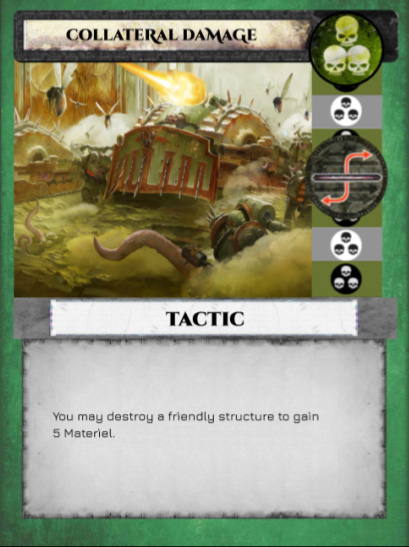 COLLATERAL DAMAGE
TACTIC
You may destroy a friendly structure to gain
5 Materiel.